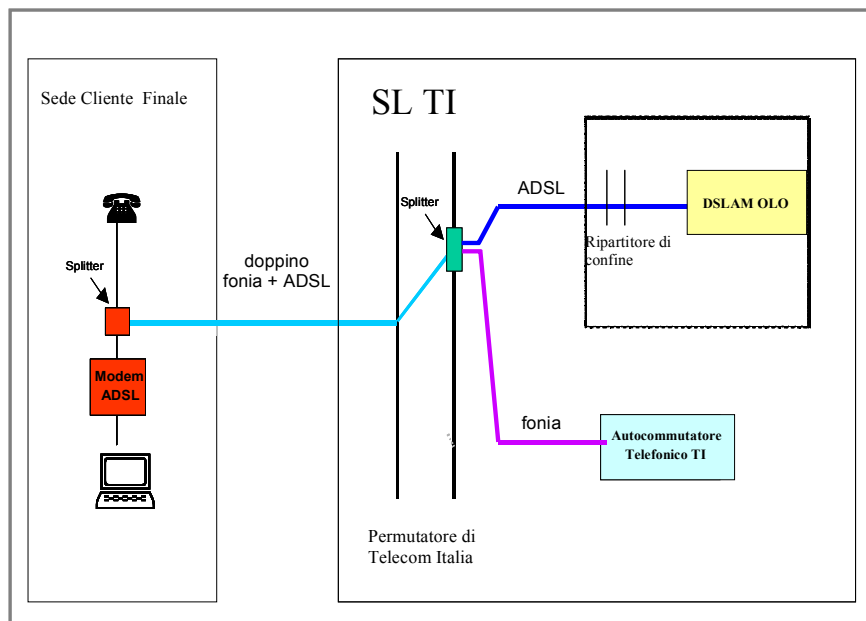 Sede Cliente Finale
SL TI
ADSL
Splitter
DSLAM OLO
Ripartitore di
confine
Splitter
doppino
fonia + ADSL
Modem
ADSL
fonia
Autocommutatore
Telefonico TI
Permutatore di
Telecom Italia